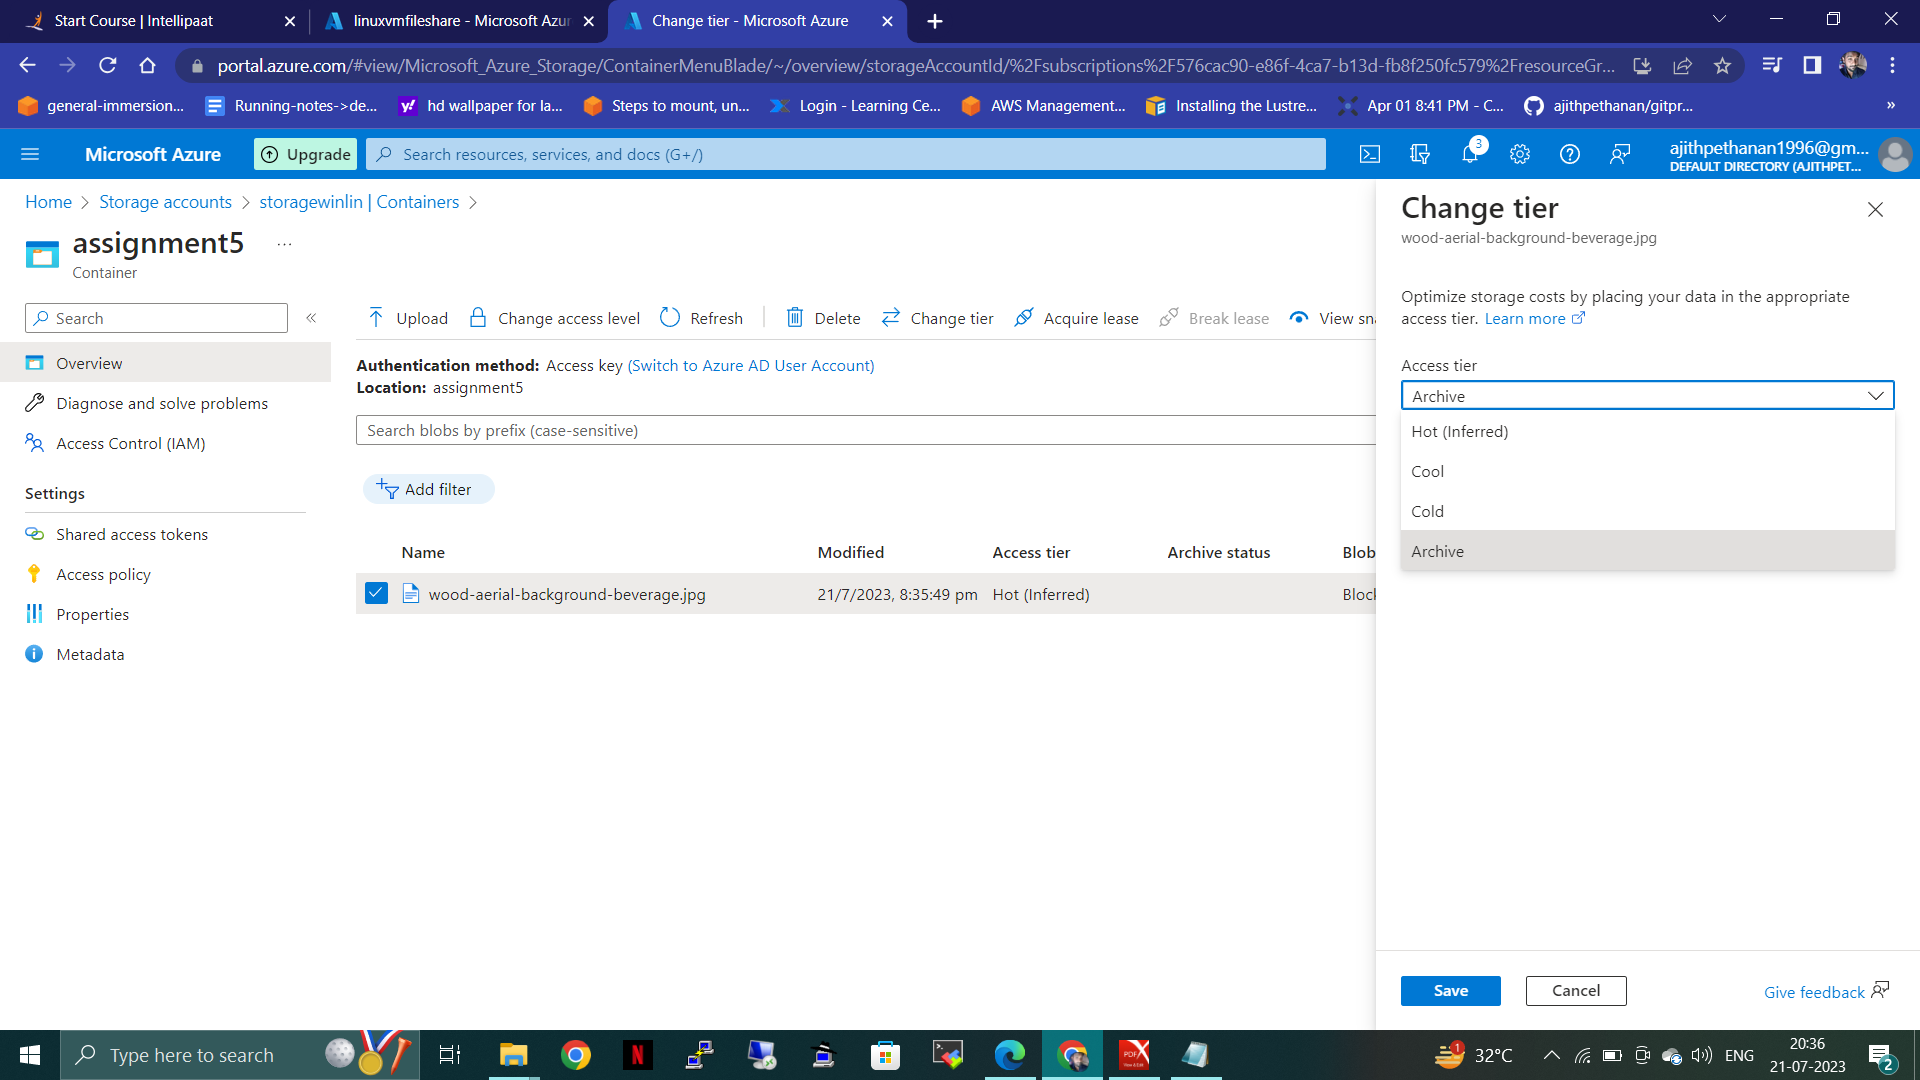 Start Course | Intellipaat
linuxvmfileshare - Microsoft Azur
Change tier - Microsoft Azure
portal.azure.com/#view/Microsoft_Azure_Storage/ContainerMenuBlade/~/overview/storageAccountId/%2Fsubscriptions%2F576cac90-e86f-4ca7-b13d-fb8f250fc579%2FresourceGr...
general-immersion...
Running-notes->de...
hd wallpaper for la...
Steps to mount, un...
Login - Learning Ce...
AWS Management...
Installing the Lustre...
Apr 01 8:41 PM - C...
ajithpethanan/gitpr...
»
Microsoft Azure
Upgrade
Search resources, services, and docs (G+/)
3
ajithpethanan1996@gm...
DEFAULT DIRECTORY (AJITHPET...
Home > Storage accounts > storagewinlin | Containers >
assignment5 ...
Container
Search
«
Overview
Diagnose and solve problems
Access Control (IAM)
Settings
Shared access tokens
Access policy
Properties
Metadata
Upload
Change access level
Refresh
Delete
Change tier
Acquire lease
Break lease
View sna
Authentication method: Access key (Switch to Azure AD User Account)
Location: assignment5
Search blobs by prefix (case-sensitive)
Add filter
Name Modified Access tier Archive status Blob
wood-aerial-background-beverage.jpg 21/7/2023, 8:35:49 pm Hot (Inferred) Block
Change tier
wood-aerial-background-beverage.jpg
Optimize storage costs by placing your data in the appropriate
access tier. Learn more
Access tier
Archive
Hot (Inferred)
Cool
Cold
Archive
Save
Cancel
Give feedback
Type here to search
N
PDF
1
32°C
ENG
20:36
21-07-2023
2